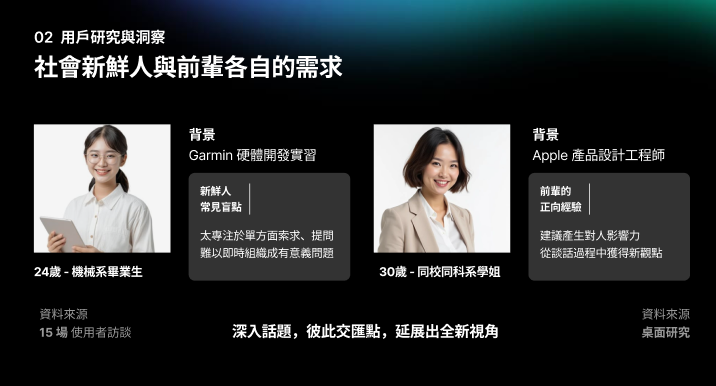 02 用戶研究與洞察
社會新鮮人與前輩各自的需求
背景
Garmin 硬體開發實習
新鮮人
常見盲點
太專注於單方面索求、提問
難以即時組織成有意義問題
24歲 - 機械系畢業生
背景
Apple 產品設計工程師
前輩的
正向經驗
建議產生對人影響力
從談話過程中獲得新觀點
30歲 - 同校同科系學姐
資料來源
15 場 使用者訪談
深入話題，彼此交匯點，延展出全新視角
資料來源
桌面研究